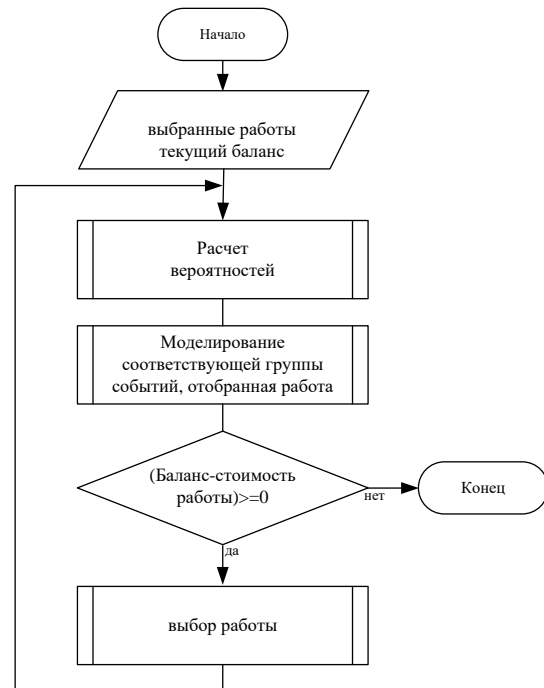 Начало
выбранные работы
текущий баланс
Расчет
вероятностей
Моделирование
соответствующей группы
событий, отобранная работа
(Баланс-стоимость
работы)>=0
нет
Конец
да
выбор работы